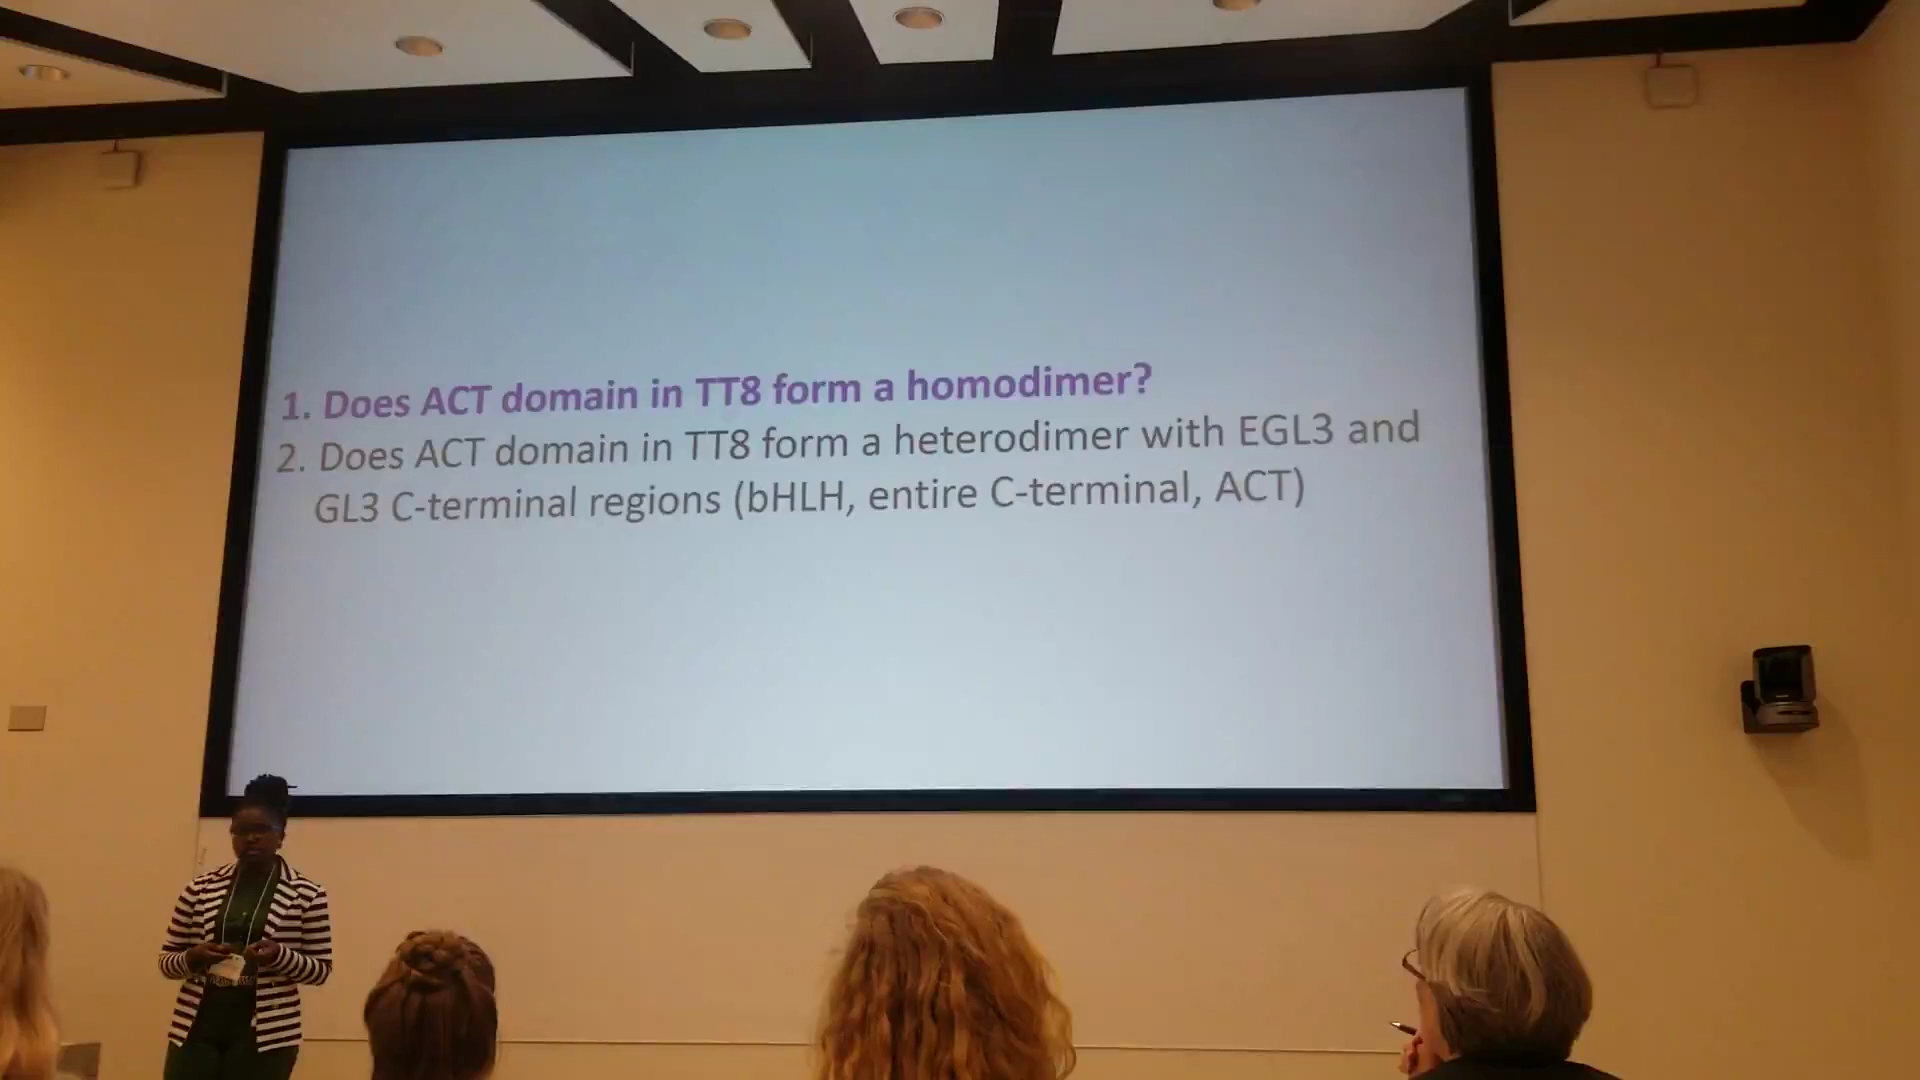 1. Does ACT domain in TT8 form a homodimer?
2. Does ACT domain in TT8 form a heterodimer with EGL3 and
GL3 C-terminal regions (bHLH, entire C-terminal, ACT)